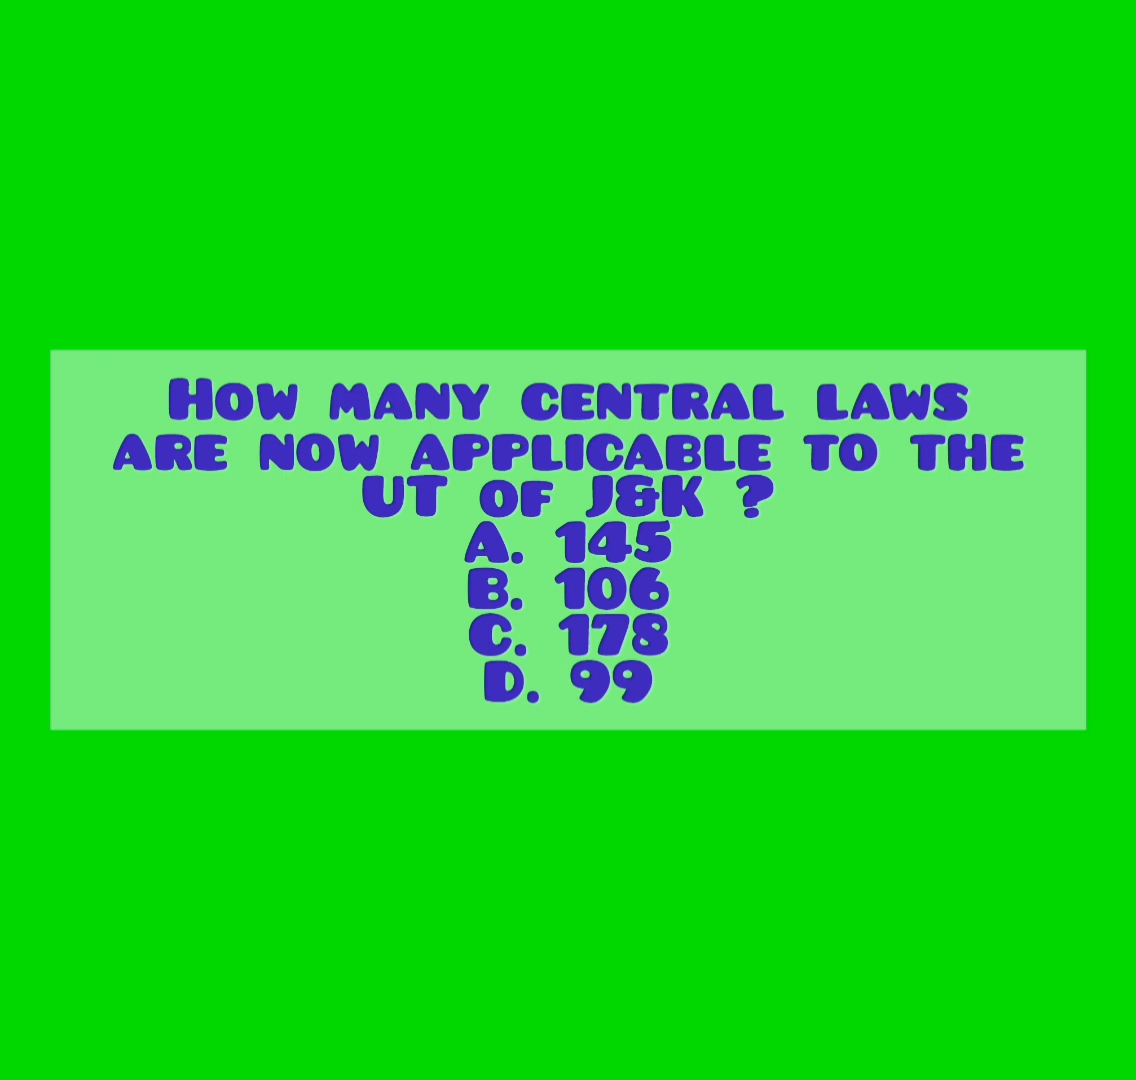 How many central laws
are now applicable to the
UT of J&K ?
A. 145
B. 106
C. 178
D. 99